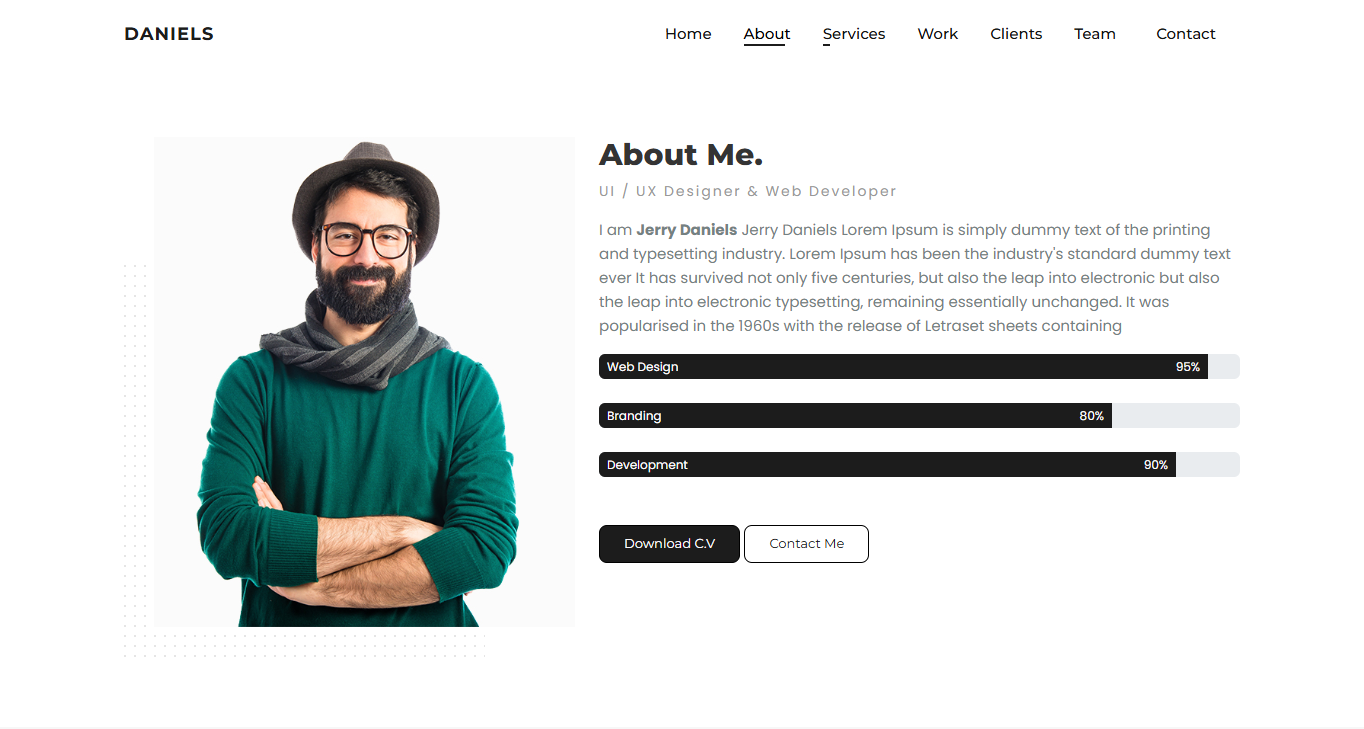 DANIELS
Home About Services Work Clients Team Contact
About Me.
UI / UX Designer & Web Developer
I am Jerry Daniels Jerry Daniels Lorem Ipsum is simply dummy text of the printing
and typesetting industry. Lorem Ipsum has been the industry's standard dummy text
ever It has survived not only five centuries, but also the leap into electronic but also
the leap into electronic typesetting, remaining essentially unchanged. It was
popularised in the 1960s with the release of Letraset sheets containing
Web Design 95%
Branding 80%
Development 90%
Download C.V Contact Me